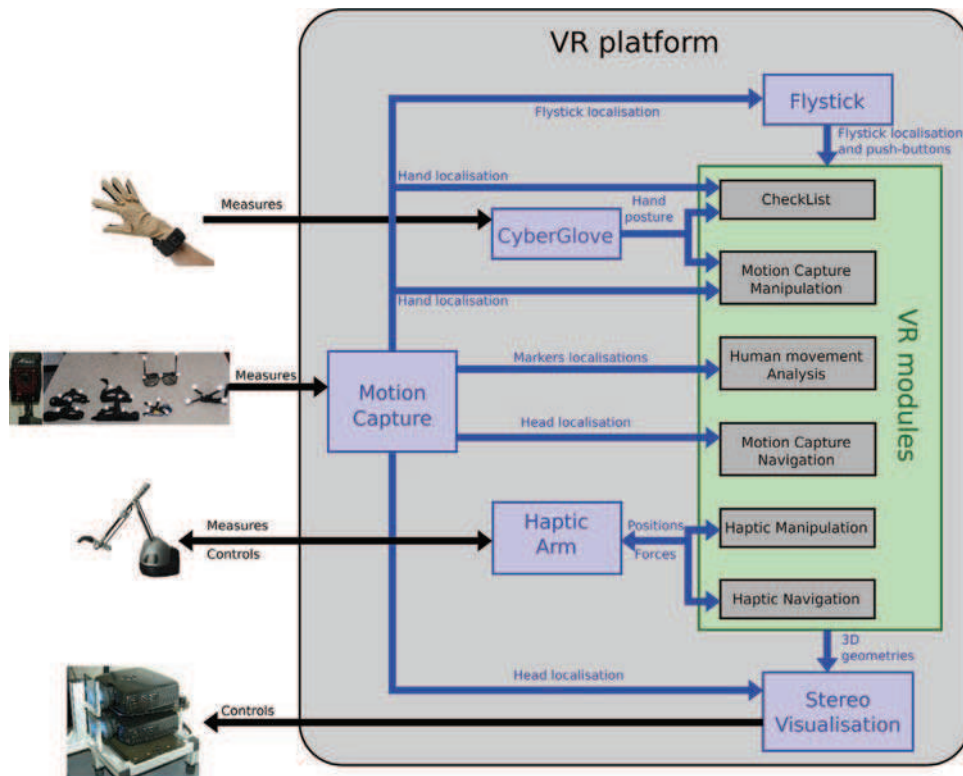 VR platform
Flystick
Flystick localisation
Flystick localisation
and push-buttons
Hand localisation
CheckList
Measures
Hand
posture
CyberGlove
Motion Capture
Manipulation
Hand localisation
Markers localisations
Human movement
Analysis
Measures
Motion
Capture
VR modules
Head localisation
Motion Capture
Navigation
Measures
Controls
Haptic
Arm
Positions
Forces
Haptic Manipulation
Haptic Navigation
3D
geometries
Head localisation
Controls
Stereo
Visualisation